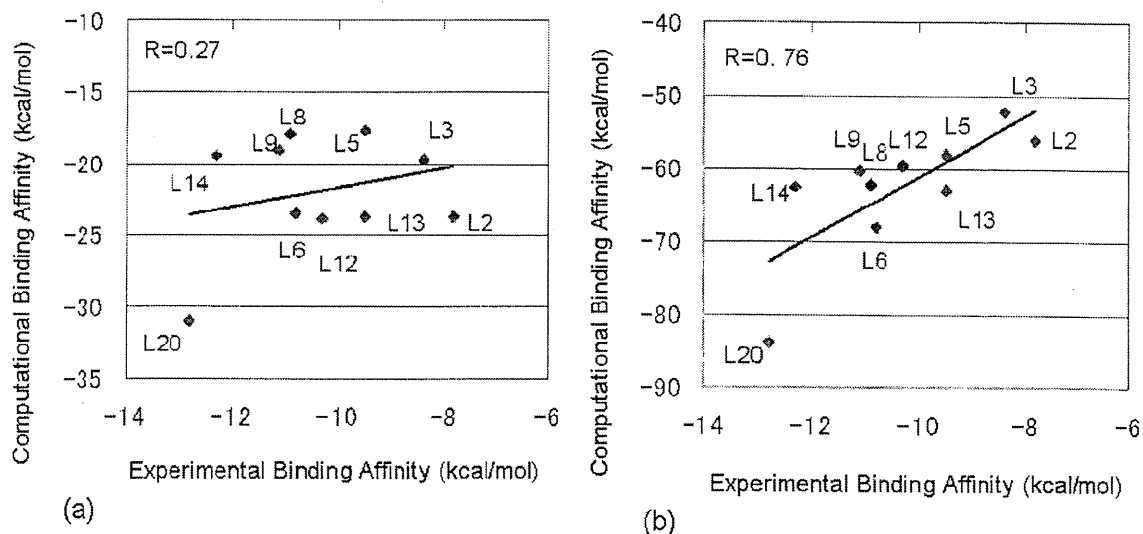 Computational Binding Affinity (kcal/mol)
-10
-15
-20
-25
-30
-35
R=0.27
L8
L9
L5
L3
L14
L6
L12
L13
L2
L20
-14
-12
-10
-8
-6
Experimental Binding Affinity (kcal/mol)
(a)
Computational Binding Affinity (kcal/mol)
-40
-50
-60
-70
-80
-90
R=0. 76
L3
L9
L8
L12
L5
L2
L14
L13
L6
L20
-14
-12
-10
-8
-6
Experimental Binding Affinity (kcal/mol)
(b)